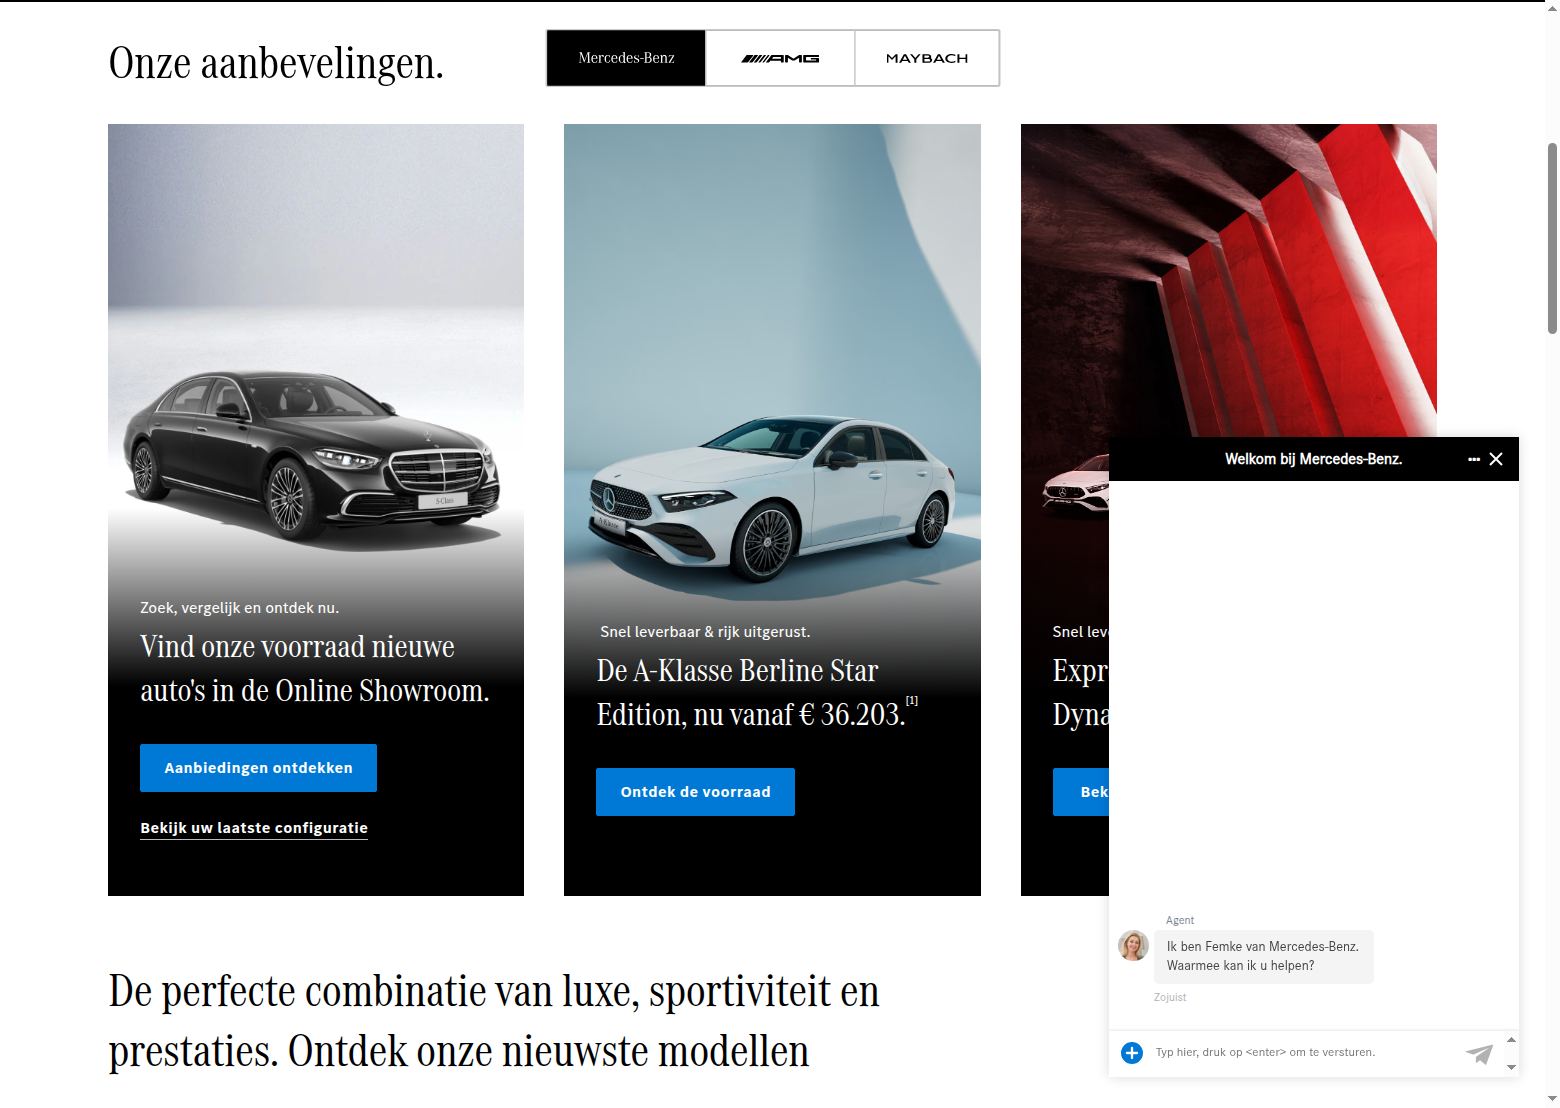 Onze aanbevelingen.
Mercedes-Benz
AMG
MAYBACH
S-Class
Zoek, vergelijk en ontdek nu.
Vind onze voorraad nieuwe
auto's in de Online Showroom.
Aanbiedingen ontdekken
Bekijk uw laatste configuratie
A-Klasse
Snel leverbaar & rijk uitgerust.
De A-Klasse Berline Star
Edition, nu vanaf € 36.203.[1]
Ontdek de voorraad
Snel lev
Expr
Dyna
Bek
Welkom bij Mercedes-Benz.
Agent
Ik ben Femke van Mercedes-Benz.
Waarmee kan ik u helpen?
Zojuist
Typ hier, druk op <enter> om te versturen.
De perfecte combinatie van luxe, sportiviteit en
prestaties. Ontdek onze nieuwste modellen